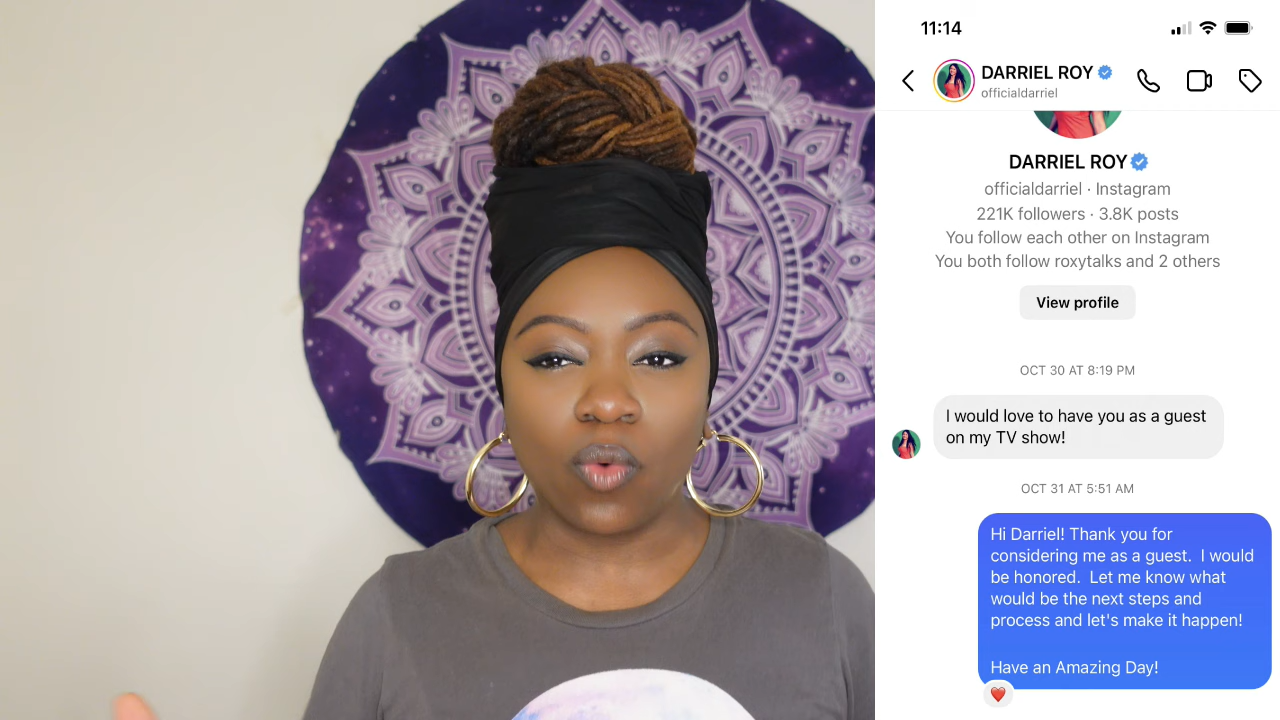 11:14
DARRIEL ROY
officialdarriel
DARRIEL ROY
officialdarriel · Instagram
221K followers · 3.8K posts
You follow each other on Instagram
You both follow roxytalks and 2 others
View profile
OCT 30 AT 8:19 PM
I would love to have you as a guest
on my TV show!
OCT 31 AT 5:51 AM
Hi Darriel! Thank you for
considering me as a guest.  I would
be honored.  Let me know what
would be the next steps and
process and let's make it happen!
Have an Amazing Day!